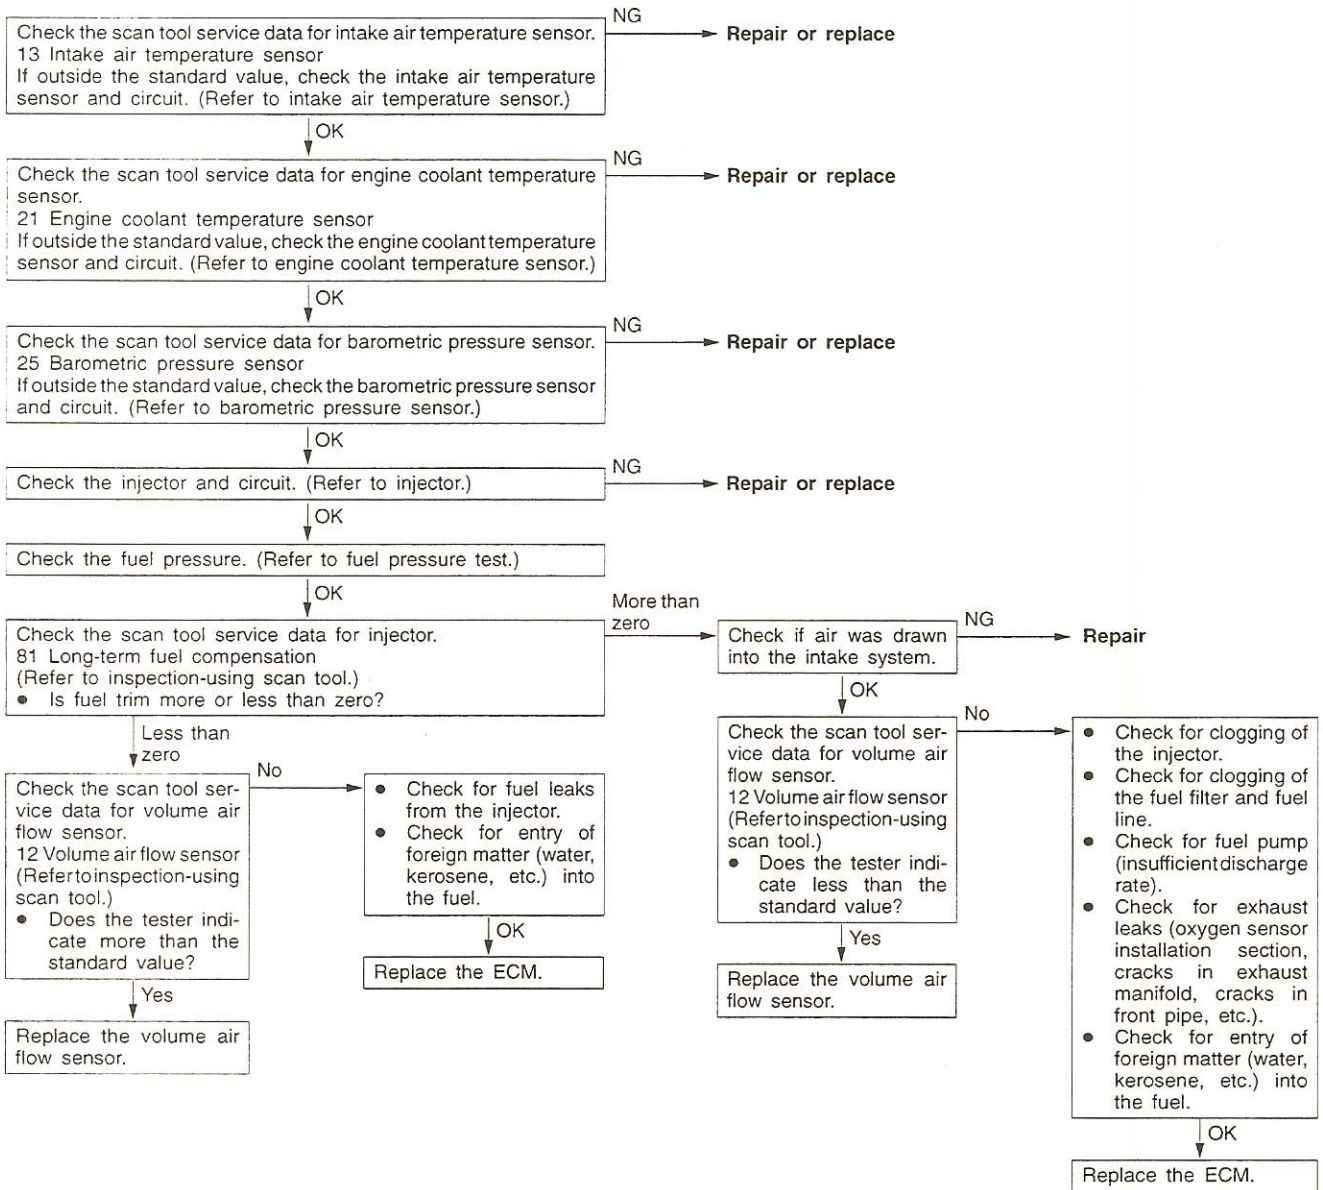 NG
Check the scan tool service data for intake air temperature sensor.
13 Intake air temperature sensor
If outside the standard value, check the intake air temperature
sensor and circuit. (Refer to intake air temperature sensor.)
Repair or replace
OK
NG
Check the scan tool service data for engine coolant temperature
sensor.
21 Engine coolant temperature sensor
If outside the standard value, check the engine coolant temperature
sensor and circuit. (Refer to engine coolant temperature sensor.)
Repair or replace
OK
NG
Check the scan tool service data for barometric pressure sensor.
25 Barometric pressure sensor
If outside the standard value, check the barometric pressure sensor
and circuit. (Refer to barometric pressure sensor.)
Repair or replace
OK
NG
Check the injector and circuit. (Refer to injector.)
Repair or replace
OK
Check the fuel pressure. (Refer to fuel pressure test.)
OK
Check the scan tool service data for injector.
81 Long-term fuel compensation
(Refer to inspection-using scan tool.)
• Is fuel trim more or less than zero?
More than
zero
Check if air was drawn
into the intake system.
NG
Repair
OK
Less than
zero
Check the scan tool ser-
vice data for volume air
flow sensor.
12 Volume air flow sensor
(Refer to inspection-using
scan tool.)
• Does the tester indi-
cate more than the
standard value?
No
• Check for fuel leaks
from the injector.
• Check for entry of
foreign matter (water,
kerosene, etc.) into
the fuel.
OK
Replace the ECM.
Yes
Replace the volume air
flow sensor.
Check the scan tool ser-
vice data for volume air
flow sensor.
12 Volume air flow sensor
(Refer to inspection-using
scan tool.)
• Does the tester indi-
cate less than the
standard value?
Yes
Replace the volume air
flow sensor.
No
• Check for clogging of
the injector.
• Check for clogging of
the fuel filter and fuel
line.
• Check for fuel pump
(insufficient discharge
rate).
• Check for exhaust
leaks (oxygen sensor
installation section,
cracks in exhaust
manifold, cracks in
front pipe, etc.).
• Check for entry of
foreign matter (water,
kerosene, etc.) into
the fuel.
OK
Replace the ECM.